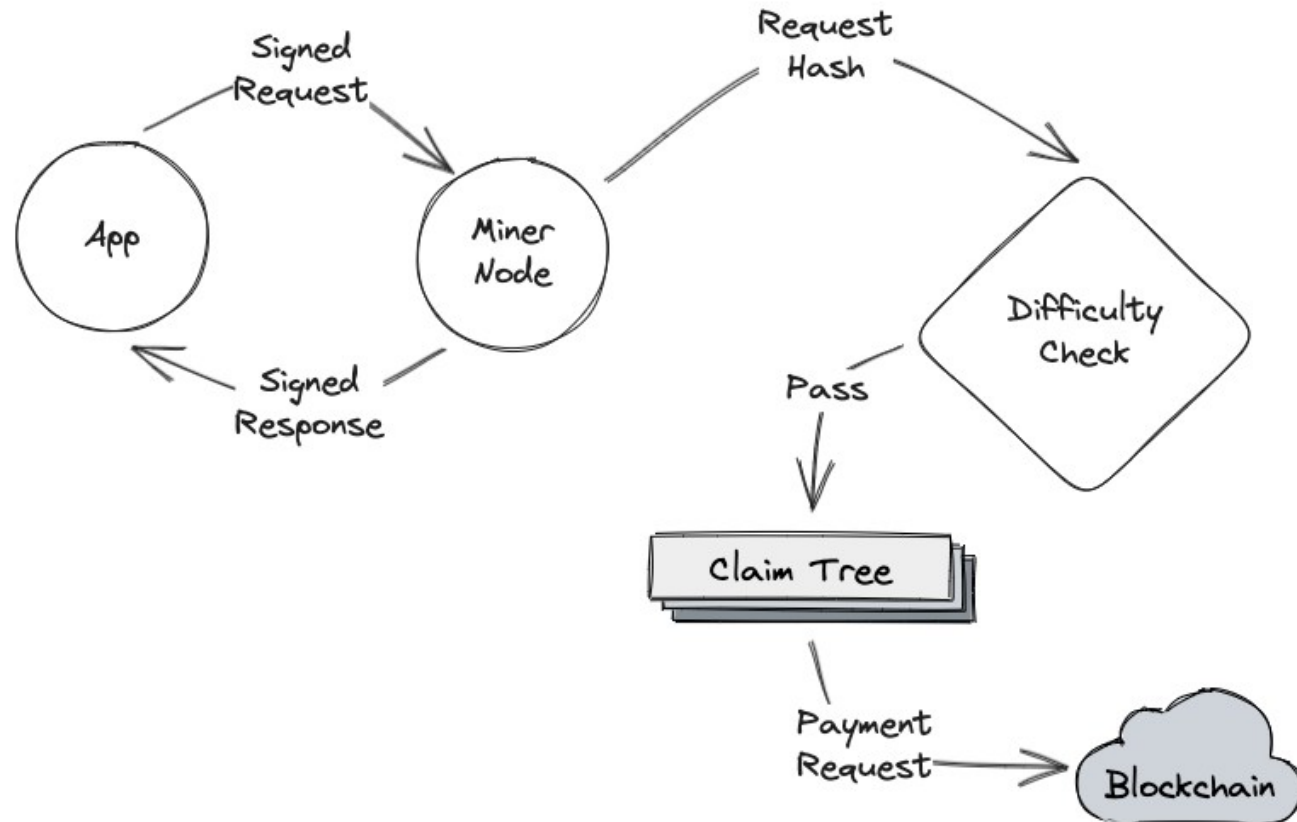 Signed
Request
Request
Hash
App
Miner
Node
Difficulty
Check
Signed
Response
Pass
Claim Tree
Payment
Request
Blockchain